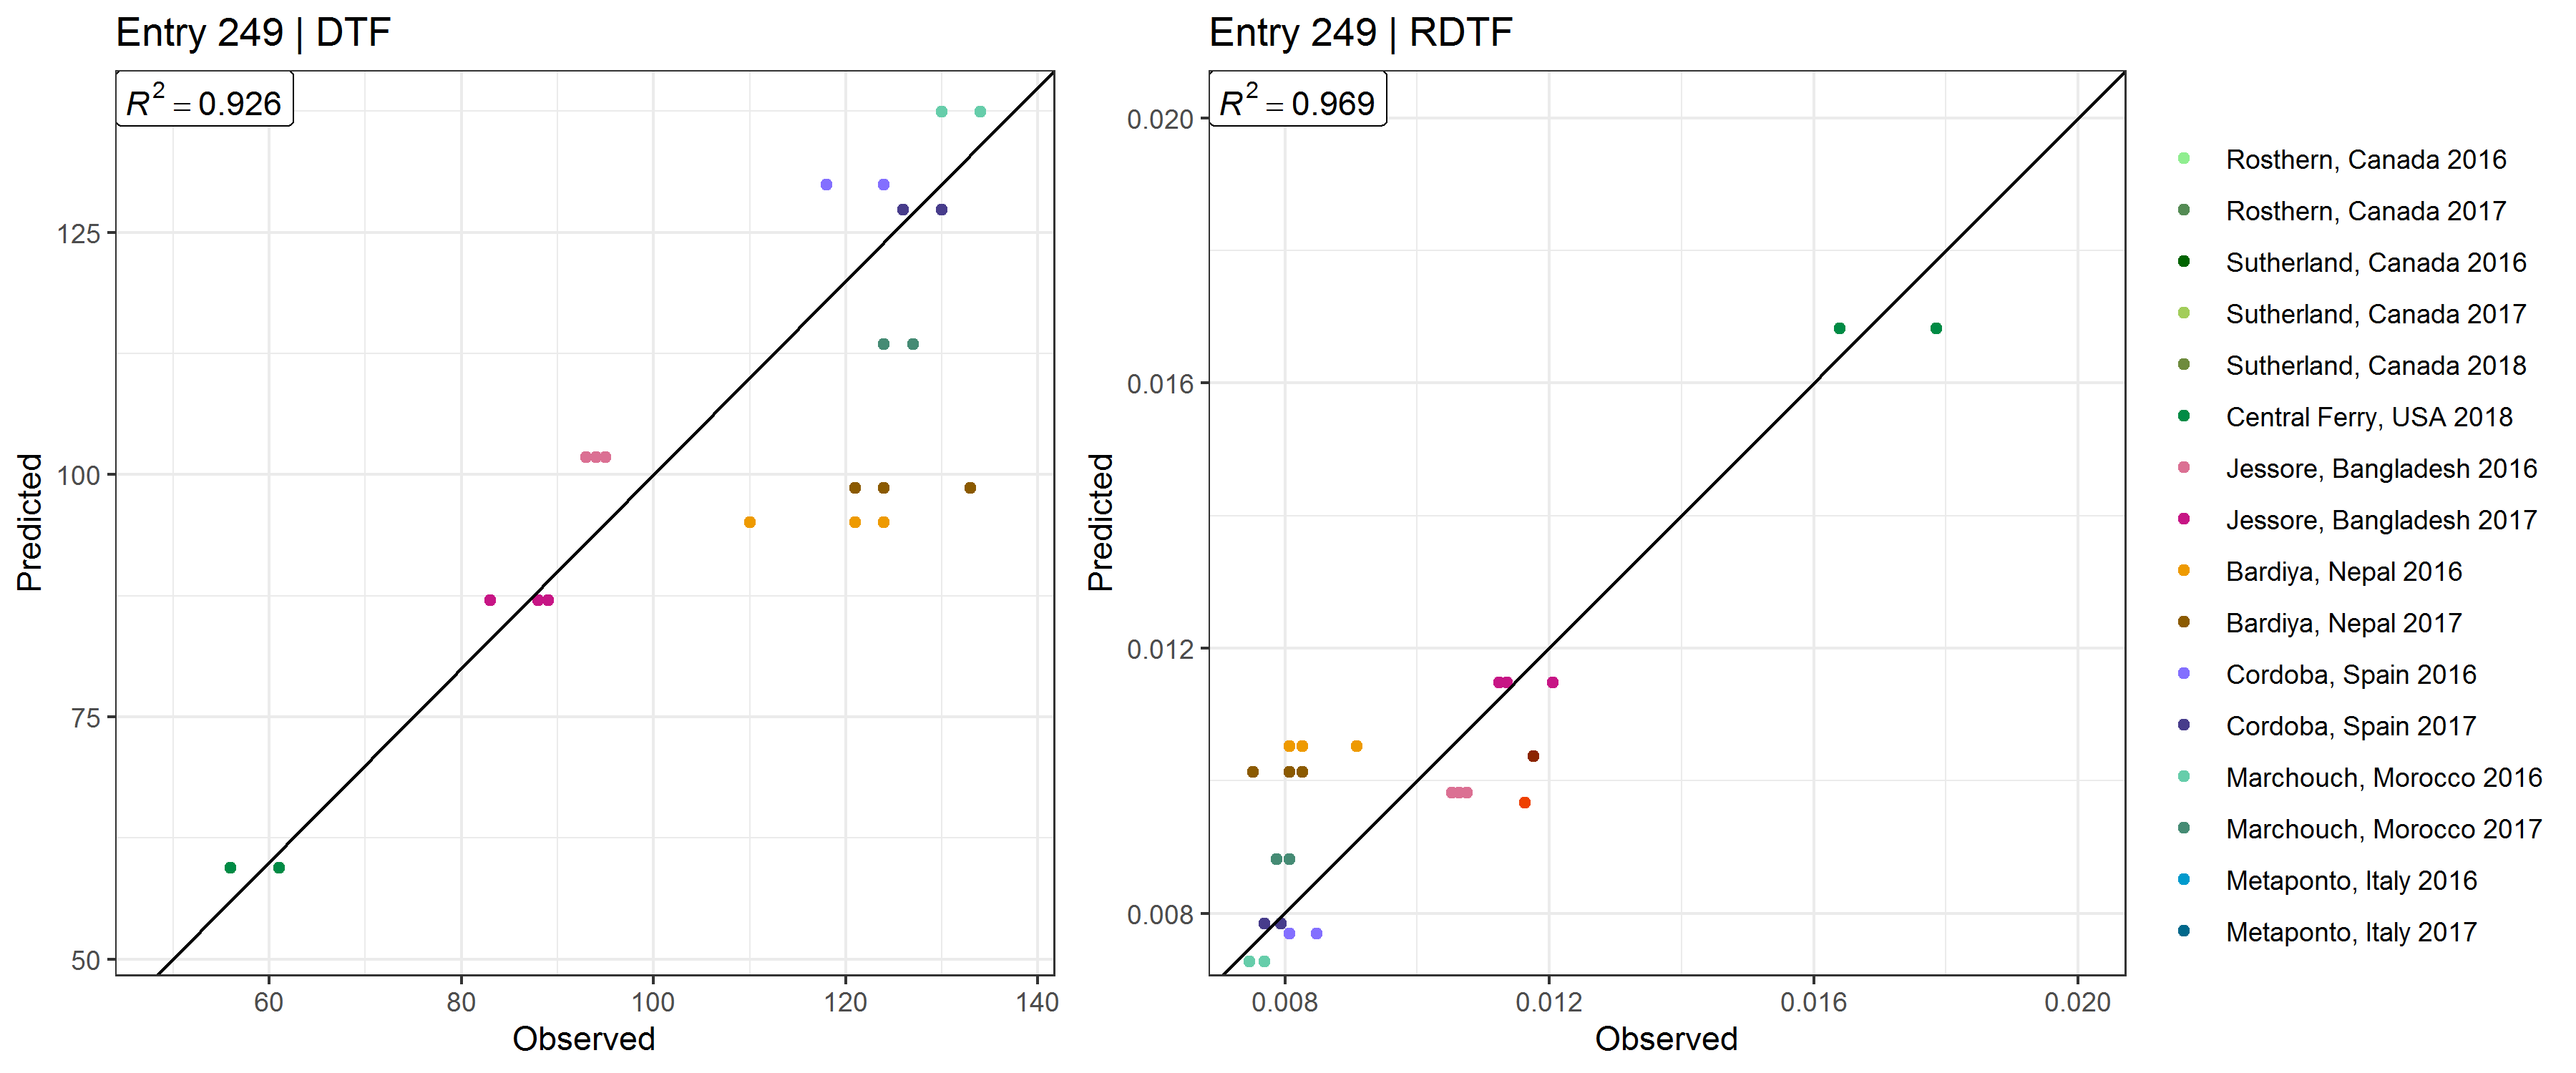 Entry 249 | DTF
R² = 0.926
Predicted
125
100
75
50
60 80 100 120 140
Observed
Entry 249 | RDTF
R² = 0.969
Predicted
0.020
0.016
0.012
0.008
0.008 0.012 0.016 0.020
Observed
Rosthern, Canada 2016
Rosthern, Canada 2017
Sutherland, Canada 2016
Sutherland, Canada 2017
Sutherland, Canada 2018
Central Ferry, USA 2018
Jessore, Bangladesh 2016
Jessore, Bangladesh 2017
Bardiya, Nepal 2016
Bardiya, Nepal 2017
Cordoba, Spain 2016
Cordoba, Spain 2017
Marchouch, Morocco 2016
Marchouch, Morocco 2017
Metaponto, Italy 2016
Metaponto, Italy 2017